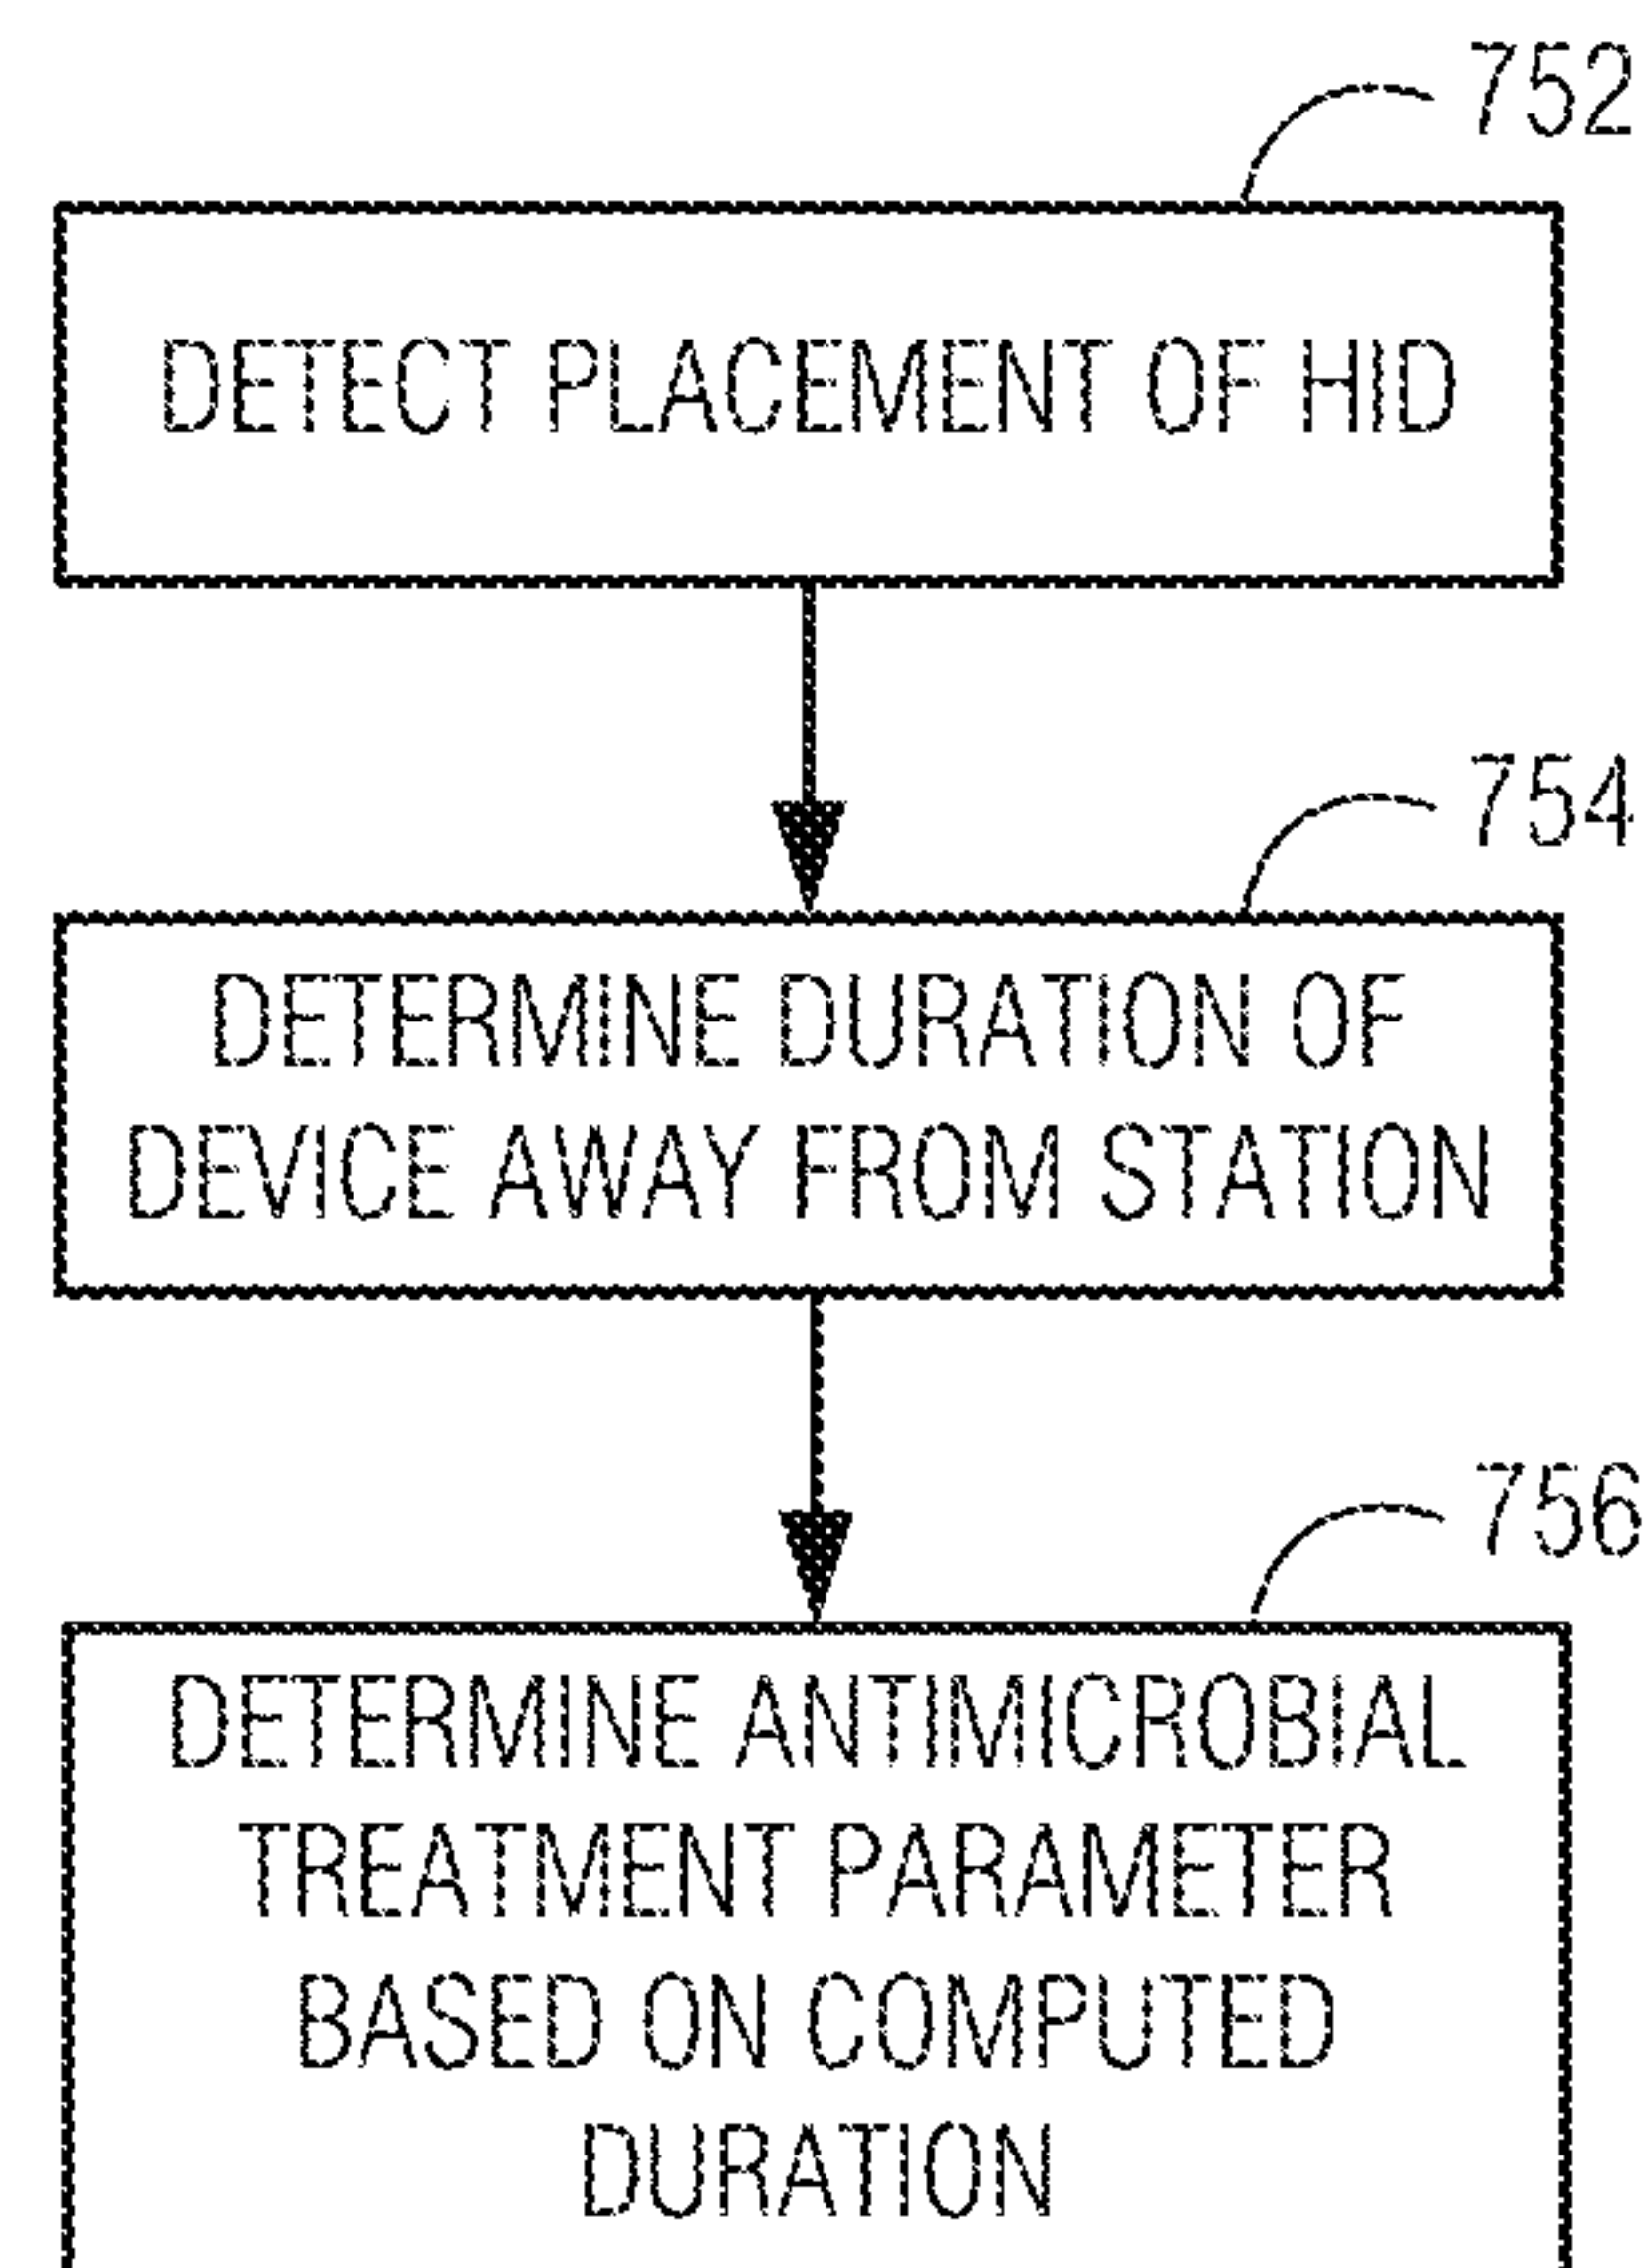 752
DETECT PLACEMENT OF HID
754
DETERMINE DURATION OF
DEVICE AWAY FROM STATION
756
DETERMINE ANTIMICROBIAL
TREATMENT PARAMETER
BASED ON COMPUTED
DURATION